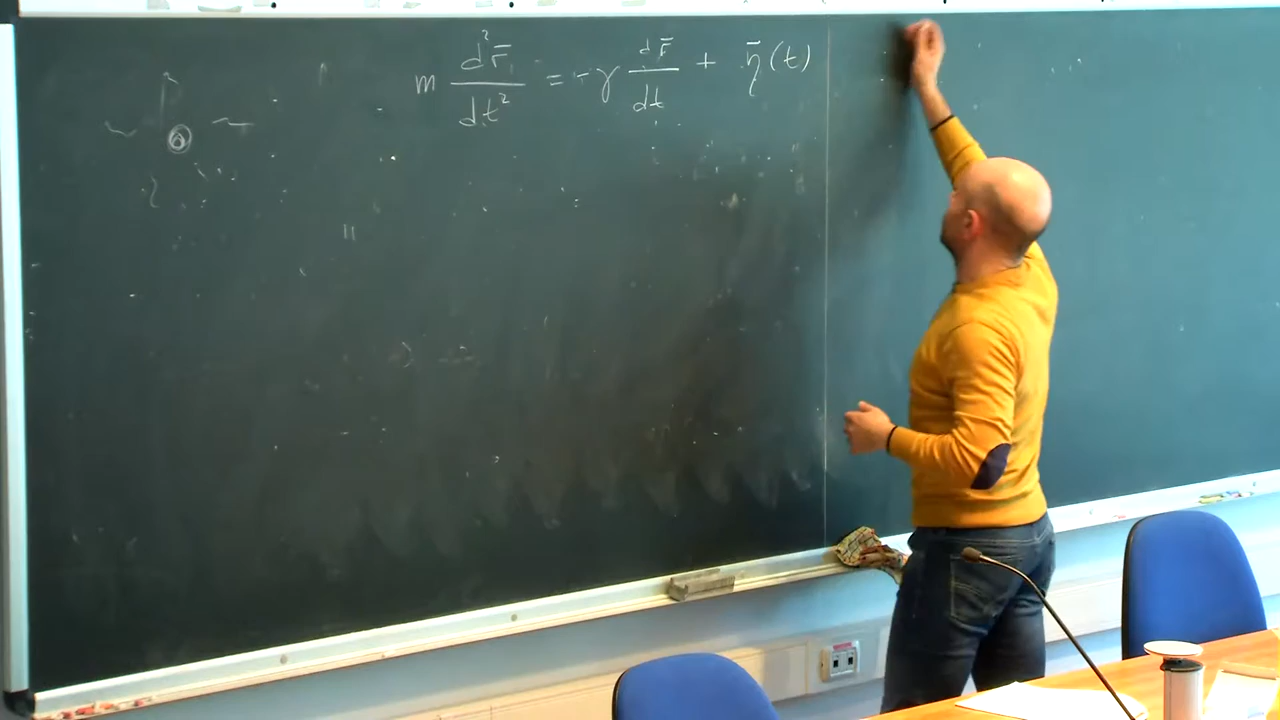 m d²r̄/dt² = -γ dr̄/dt + η̄(t)